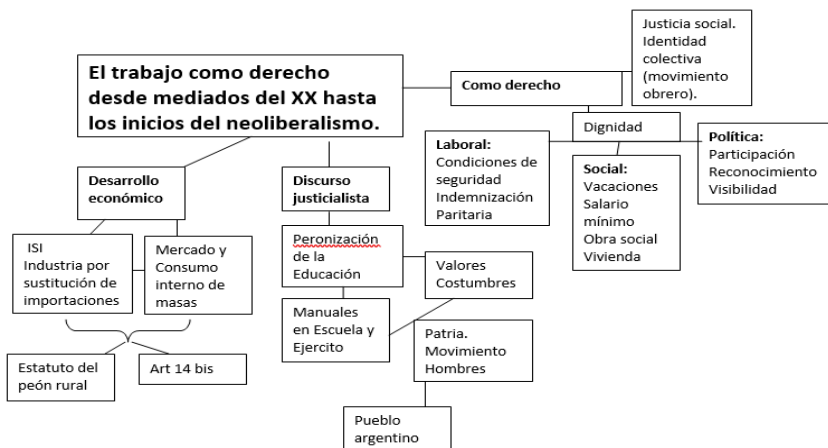 El trabajo como derecho
desde mediados del XX hasta
los inicios del neoliberalismo.
Como derecho
Justicia social.
Identidad
colectiva
(movimiento
obrero).
Dignidad
Laboral:
Condiciones de
seguridad
Indemnización
Paritaria
Social:
Vacaciones
Salario
mínimo
Obra social
Vivienda
Política:
Participación
Reconocimiento
Visibilidad
Desarrollo
económico
ISI
Industria por
sustitución de
importaciones
Mercado y
Consumo
interno de
masas
Estatuto del
peón rural
Art 14 bis
Discurso
justicialista
Peronización
de la
Educación
Valores
Costumbres
Manuales
en Escuela y
Ejercito
Patria.
Movimiento
Hombres
Pueblo
argentino